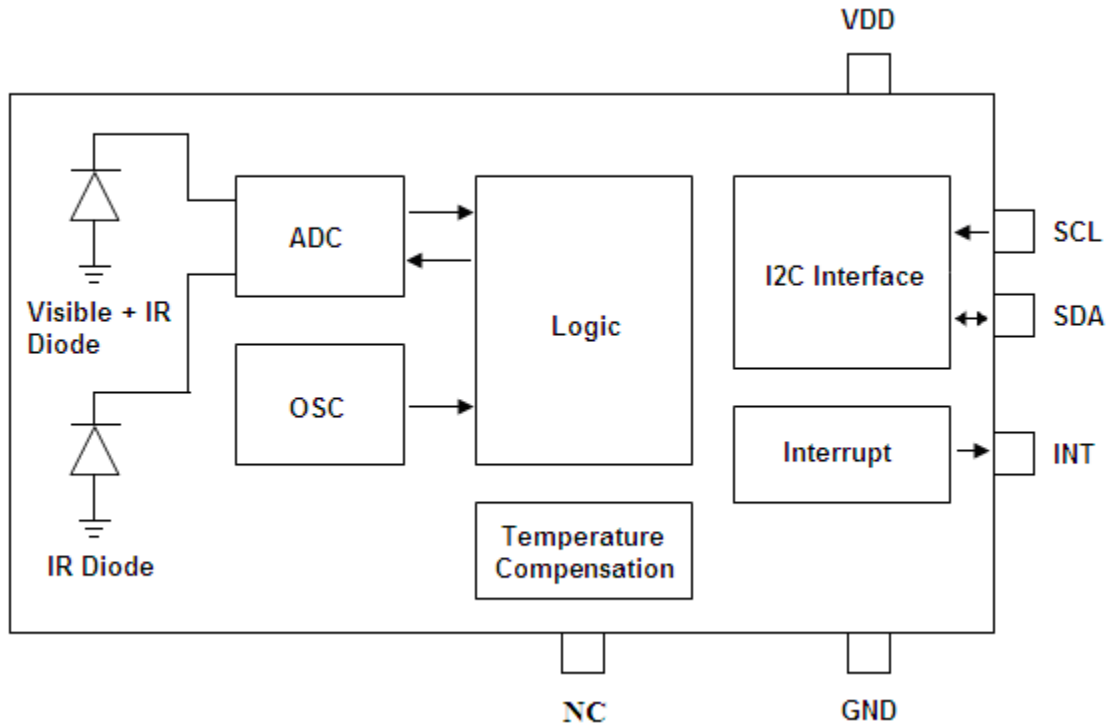 VDD
ADC
SCL
I2C Interface
Visible + IR
Diode
Logic
SDA
OSC
Interrupt
INT
Temperature
Compensation
IR Diode
NC
GND